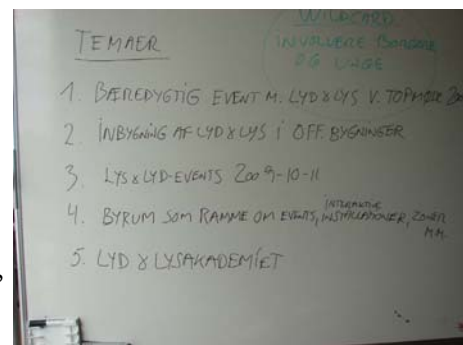 WILDCARD
INVOLVERE BORGERE
OG UNGE
TEMAER
1. BÆREDYGTIG EVENT M. LYD & LYS V. TOPMØDE 200
2. INBYGNING AF LYD & LYS I OFF. BYGNINGER
3. LYS & LYD-EVENTS 2009-10-11
4. BYRUM SOM RAMME OM EVENTS, INTERAKTIVE INSTALLATIONER, ZONER
MM.
5. LYD & LYSAKADEMIET